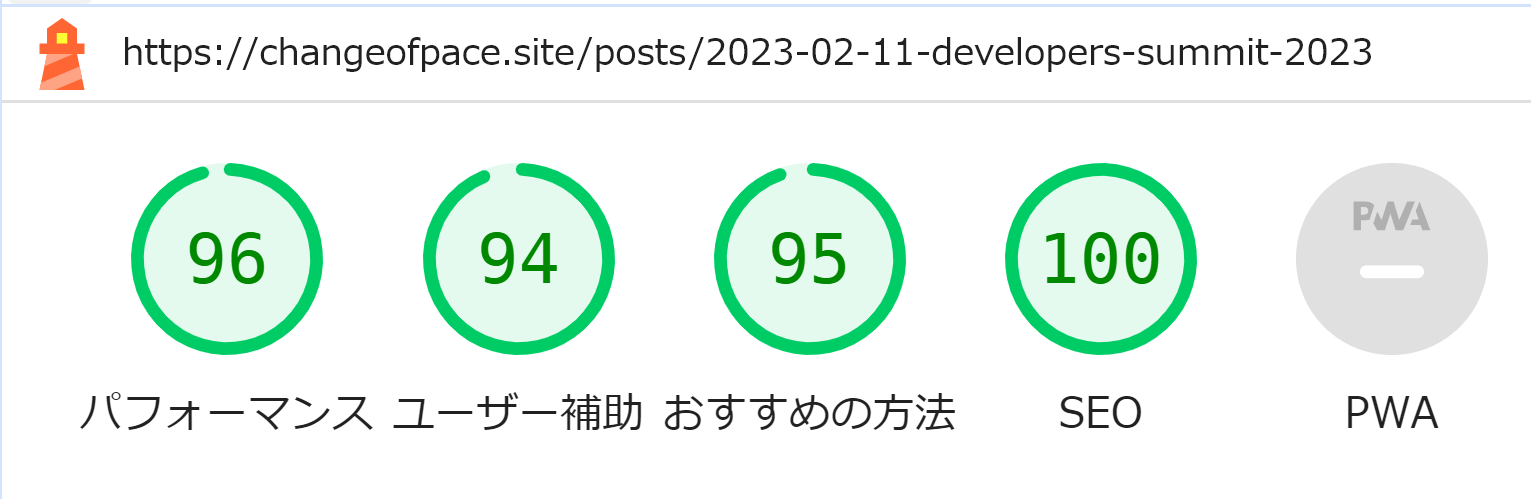 https://changeofpace.site/posts/2023-02-11-developers-summit-2023
96 94 95 100 PWA
パフォーマンス ユーザー補助 おすすめの方法 SEO PWA